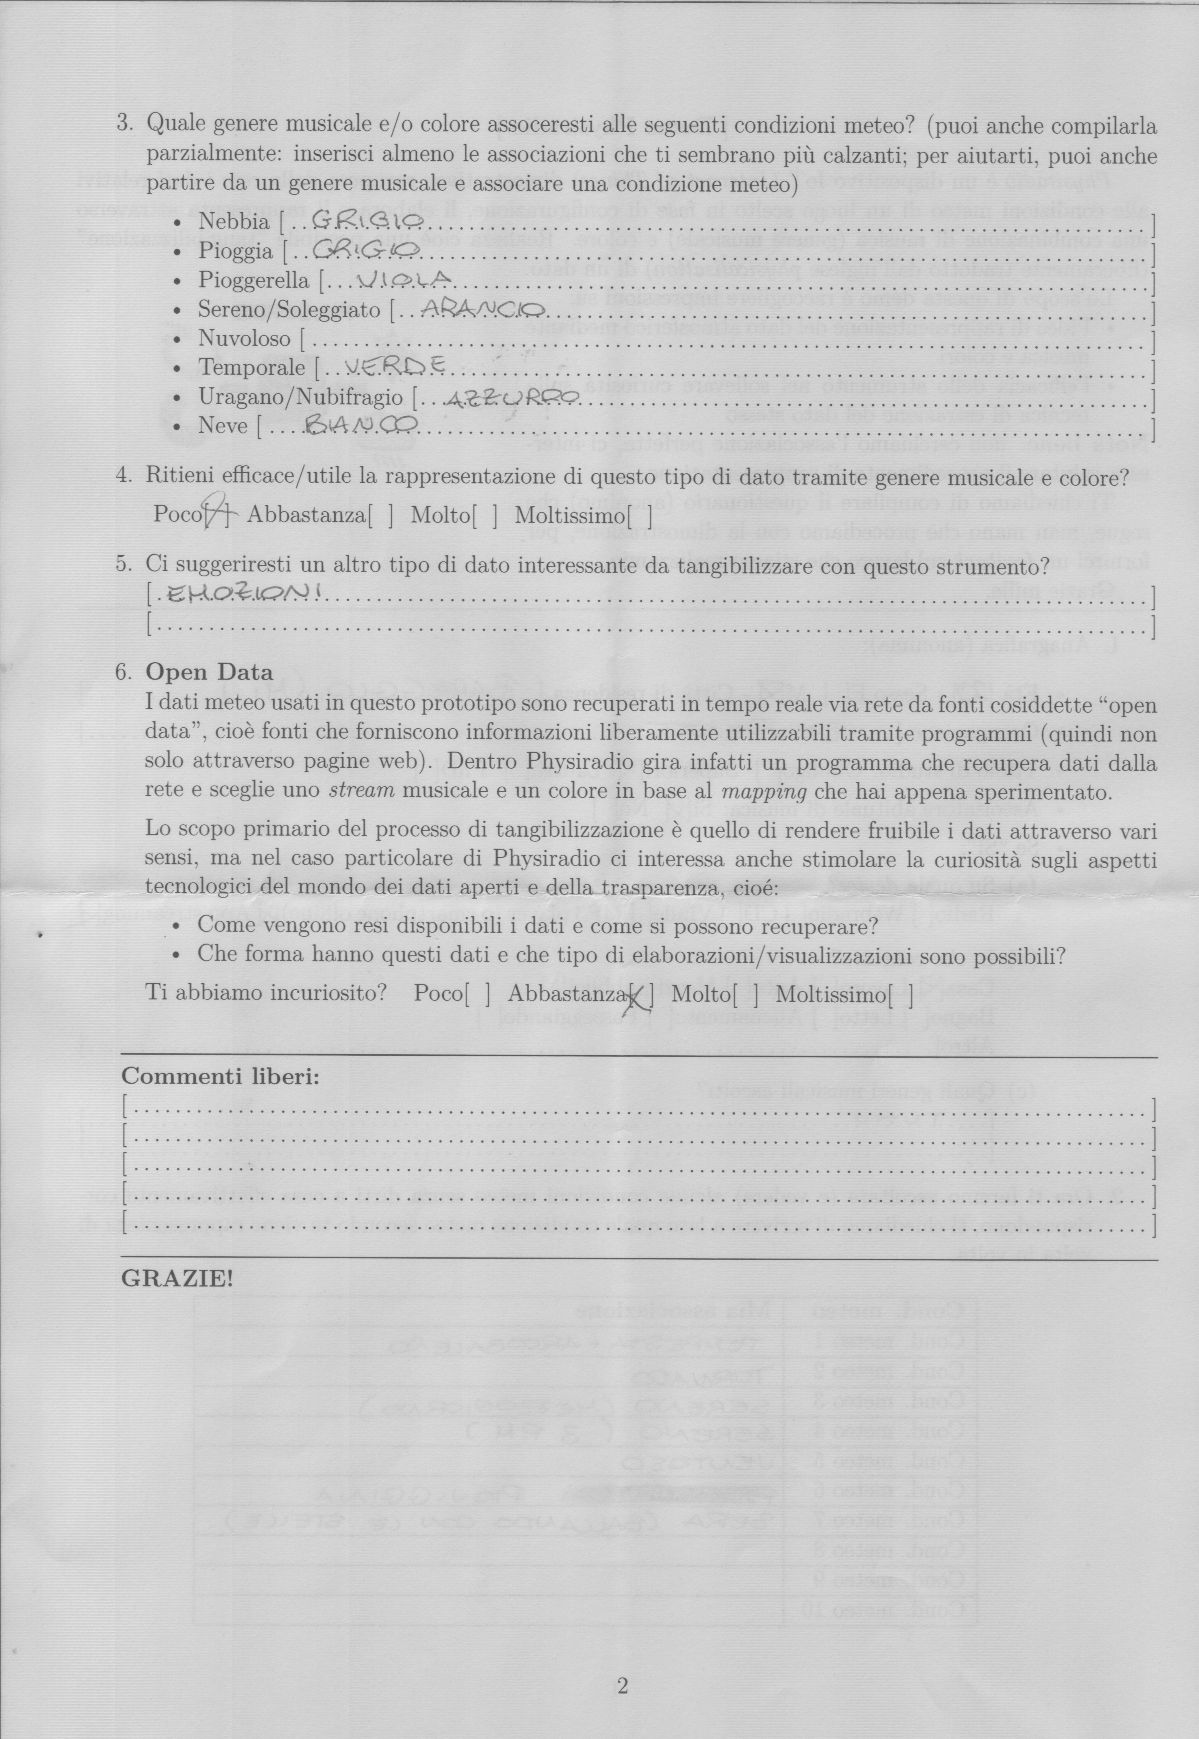 3. Quale genere musicale e/o colore assoceresti alle seguenti condizioni meteo? (puoi anche compilarla
parzialmente: inserisci almeno le associazioni che ti sembrano più calzanti; per aiutarti, puoi anche
partire da un genere musicale e associare una condizione meteo)
• Nebbia [ GRIGIO ]
• Pioggia [ GRIGIO ]
• Pioggerella [ VIOLA ]
• Sereno/Soleggiato [ ARANCIO ]
• Nuvoloso [ ]
• Temporale [ VERDE ]
• Uragano/Nubifragio [ AZZURRO ]
• Neve [ BIANCO ]
4. Ritieni efficace/utile la rappresentazione di questo tipo di dato tramite genere musicale e colore?
Poco[X] Abbastanza[ ] Molto[ ] Moltissimo[ ]
5. Ci suggeriresti un altro tipo di dato interessante da tangibilizzare con questo strumento?
[ EMOZIONI ]
[ ]
6. Open Data
I dati meteo usati in questo prototipo sono recuperati in tempo reale via rete da fonti cosiddette “open
data”, cioè fonti che forniscono informazioni liberamente utilizzabili tramite programmi (quindi non
solo attraverso pagine web). Dentro Physiradio gira infatti un programma che recupera dati dalla
rete e sceglie uno stream musicale e un colore in base al mapping che hai appena sperimentato.
Lo scopo primario del processo di tangibilizzazione è quello di rendere fruibile i dati attraverso vari
sensi, ma nel caso particolare di Physiradio ci interessa anche stimolare la curiosità sugli aspetti
tecnologici del mondo dei dati aperti e della trasparenza, cioé:
• Come vengono resi disponibili i dati e come si possono recuperare?
• Che forma hanno questi dati e che tipo di elaborazioni/visualizzazioni sono possibili?
Ti abbiamo incuriosito? Poco[ ] Abbastanza[X] Molto[ ] Moltissimo[ ]
Commenti liberi:
[ ]
[ ]
[ ]
[ ]
[ ]
GRAZIE!
2